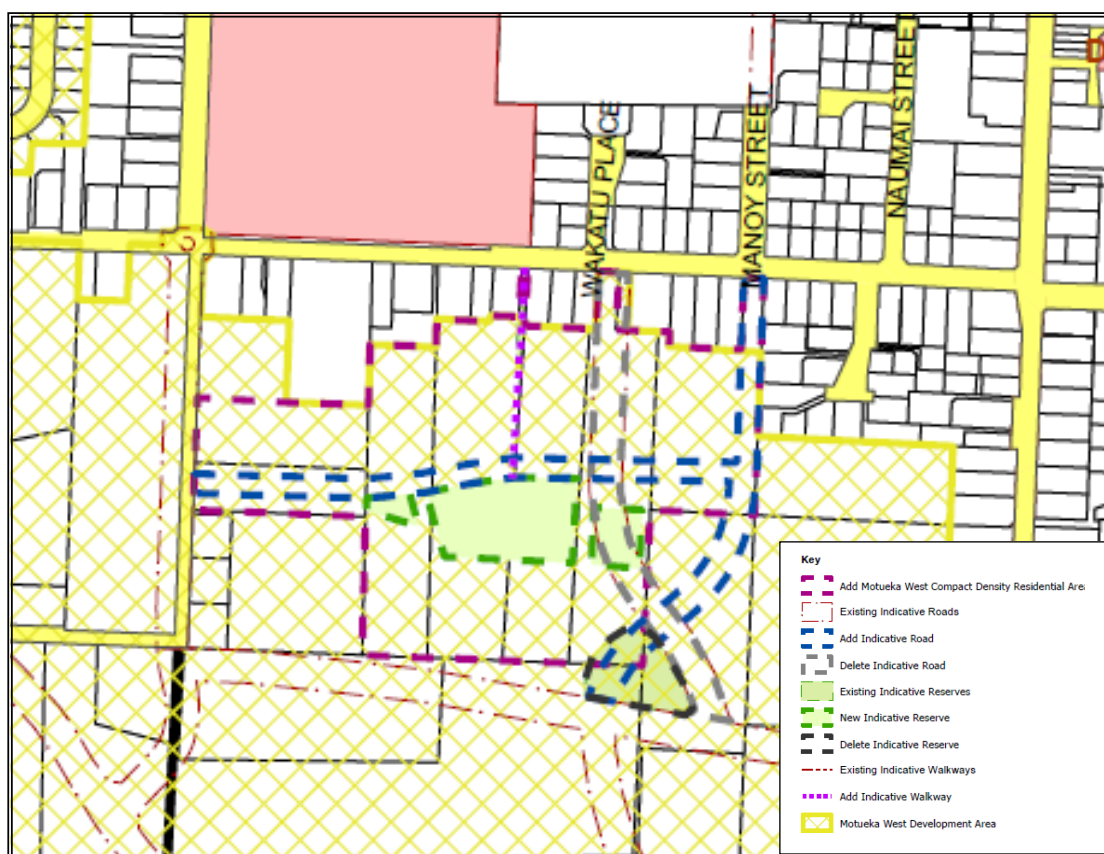 WAKATU PLACE
MANOY STREET
NAUMAI STREET
D
Key
Add Motueka West Compact Density Residential Area
Existing Indicative Roads
Add Indicative Road
Delete Indicative Road
Existing Indicative Reserves
New Indicative Reserve
Delete Indicative Reserve
Existing Indicative Walkways
Add Indicative Walkway
Motueka West Development Area